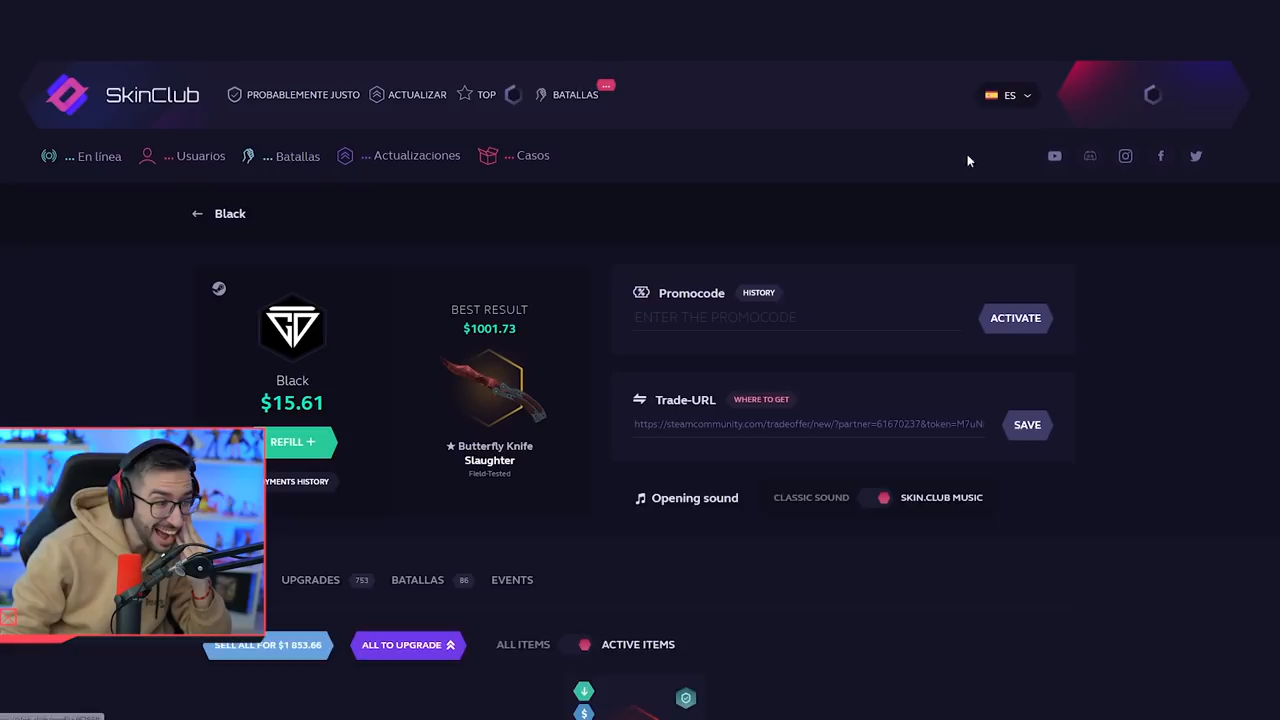 SkinClub
PROBABLEMENTE JUSTO
ACTUALIZAR
TOP
BATALLAS
...
ES
... En línea
... Usuarios
... Batallas
... Actualizaciones
... Casos
← Black
BEST RESULT
$1001.73
Black
$15.61
REFILL +
YMENTS HISTORY
★ Butterfly Knife
Slaughter
Field-Tested
Promocode
HISTORY
ENTER THE PROMOCODE
ACTIVATE
Trade-URL
WHERE TO GET
https://steamcommunity.com/tradeoffer/new/?partner=61670237&token=M7uN
SAVE
Opening sound
CLASSIC SOUND
SKIN.CLUB MUSIC
UPGRADES 753
BATALLAS 86
EVENTS
SELL ALL FOR $1 853.66
ALL TO UPGRADE
ALL ITEMS
ACTIVE ITEMS
$